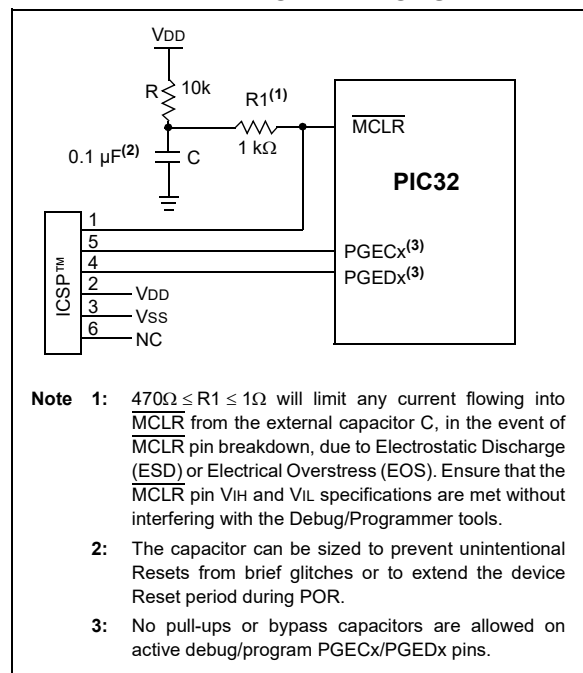 VDD
R 10k
R1(1)
1 kΩ
0.1 µF(2) C
MCLR
PIC32
PGECx(3)
PGEDx(3)
ICSP™
1
5
4
2 VDD
3 VSS
6 NC
Note 1: 470Ω ≤ R1 ≤ 1Ω will limit any current flowing into
MCLR from the external capacitor C, in the event of
MCLR pin breakdown, due to Electrostatic Discharge
(ESD) or Electrical Overstress (EOS). Ensure that the
MCLR pin VIH and VIL specifications are met without
interfering with the Debug/Programmer tools.
2: The capacitor can be sized to prevent unintentional
Resets from brief glitches or to extend the device
Reset period during POR.
3: No pull-ups or bypass capacitors are allowed on
active debug/program PGECx/PGEDx pins.